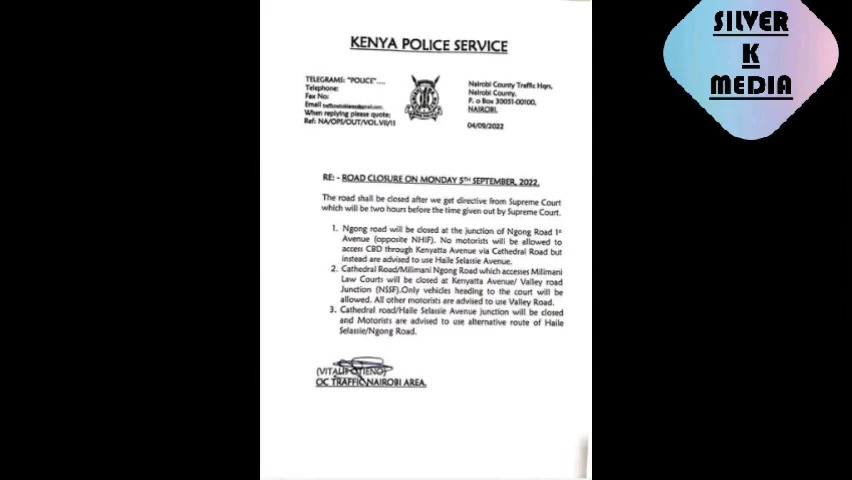 SILVER
K
MEDIA
KENYA POLICE SERVICE
TELEGRAMS: "POLICE".....
Telephone:
Fax No:
Email
When replying please quote;
Ref: NA/OPS/OUT/VOL.VII/13
Nairobi County Traffic Hqrs,
Nairobi County,
P. o Box 30051-00100,
NAIROBI.
04/09/2022
RE: - ROAD CLOSURE ON MONDAY 5TH SEPTEMBER, 2022.
The road shall be closed after we get directive from Supreme Court
which will be two hours before the time given out by Supreme Court.
1. Ngong road will be closed at the junction of Ngong Road 1st
Avenue (opposite NHIF). No motorists will be allowed to
access CBD through Kenyatta Avenue via Cathedral Road but
instead are advised to use Haile Selassie Avenue.
2. Cathedral Road/Milimani Ngong Road which accesses Milimani
Law Courts will be closed at Kenyatta Avenue/ Valley road
Junction (NSSF).Only vehicles heading to the court will be
allowed. All other motorists are advised to use Valley Road.
3. Cathedral road/Haile Selassie Avenue junction will be closed
and Motorists are advised to use alternative route of Haile
Selassie/Ngong Road.
(VITALIS OTIENO)
OC TRAFFIC NAIROBI AREA.